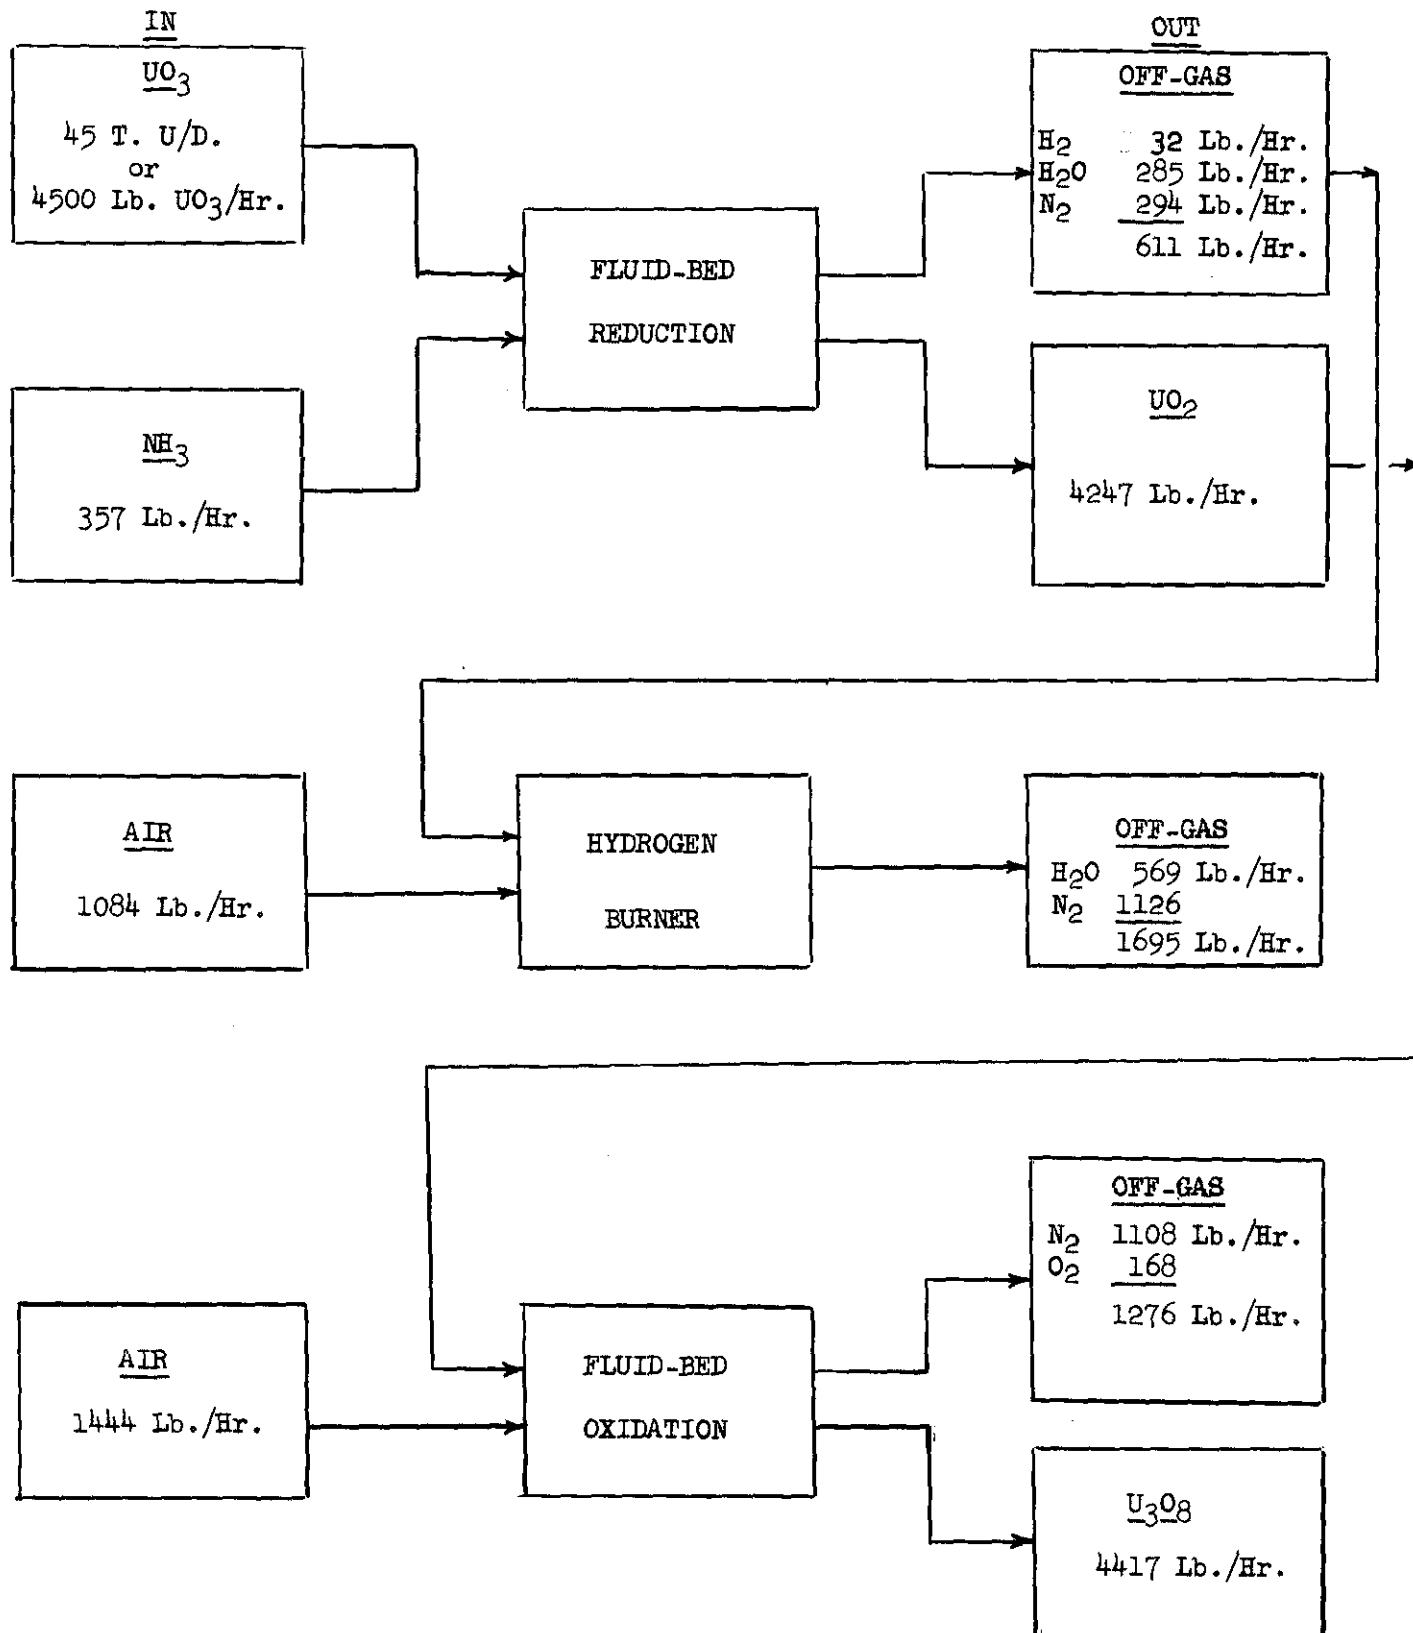 IN
UO3
45 T. U/D.
or
4500 Lb. UO3/Hr.
NH3
357 Lb./Hr.
FLUID-BED
REDUCTION
OUT
OFF-GAS
H2 32 Lb./Hr.
H2O 285 Lb./Hr.
N2 294 Lb./Hr.
611 Lb./Hr.
UO2
4247 Lb./Hr.
AIR
1084 Lb./Hr.
HYDROGEN
BURNER
OFF-GAS
H2O 569 Lb./Hr.
N2 1126
1695 Lb./Hr.
AIR
1444 Lb./Hr.
FLUID-BED
OXIDATION
OFF-GAS
N2 1108 Lb./Hr.
O2 168
1276 Lb./Hr.
U3O8
4417 Lb./Hr.